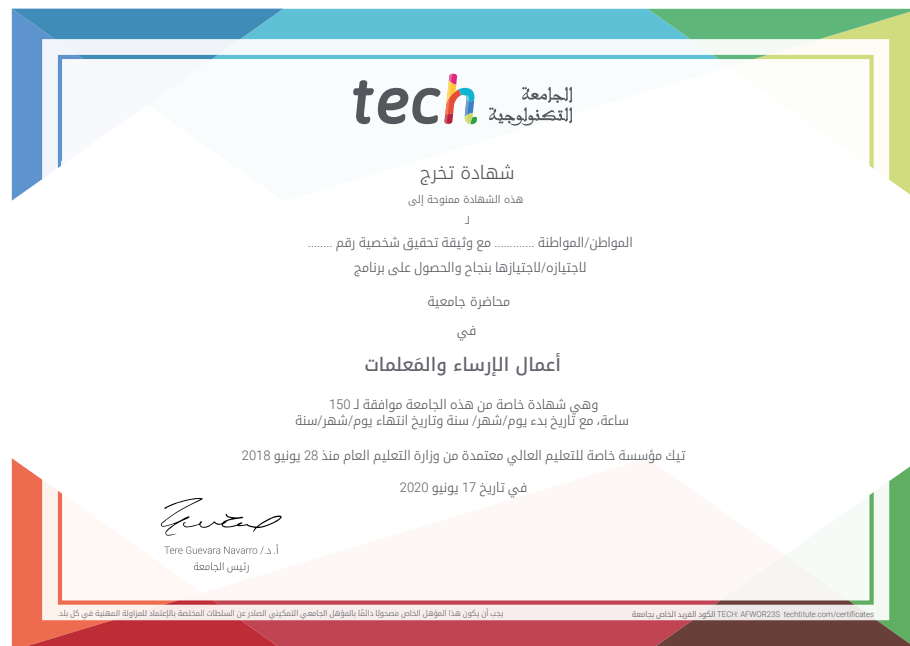 tech الجامعة
التكنولوجية
شهادة تخرج
هذه الشهادة ممنوحة إلى
لـ
المواطن/المواطنة ............ مع وثيقة تحقيق شخصية رقم ........
لاجتيازه/لاجتيازها بنجاح والحصول على برنامج
محاضرة جامعية
في
أعمال الإرساء والمَعلمات
وهي شهادة خاصة من هذه الجامعة موافقة لـ 150
ساعة، مع تاريخ بدء يوم/شهر/ سنة وتاريخ انتهاء يوم/شهر/سنة
تيك مؤسسة خاصة للتعليم العالي معتمدة من وزارة التعليم العام منذ 28 يونيو 2018
في تاريخ 17 يونيو 2020
أ. د./ Tere Guevara Navarro
رئيس الجامعة
الكود الفريد الخاص بجامعة TECH: AFWOR23S techtitute.com/certificates
يجب أن يكون هذا المؤهل الخاص مصحوبًا دائمًا بالمؤهل الجامعي التمكيني الصادر عن السلطات المختصة بالإعتماد للمزاولة المهنية في كل بلد.